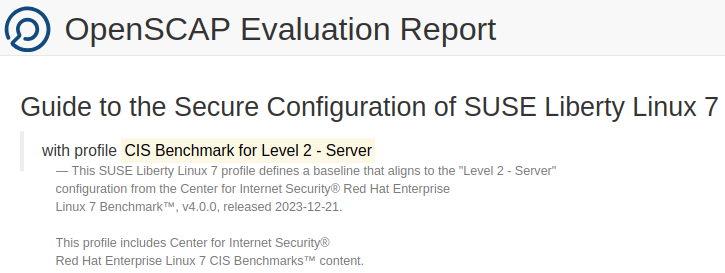 OpenSCAP Evaluation Report
Guide to the Secure Configuration of SUSE Liberty Linux 7
with profile CIS Benchmark for Level 2 - Server
— This SUSE Liberty Linux 7 profile defines a baseline that aligns to the "Level 2 - Server"
configuration from the Center for Internet Security® Red Hat Enterprise
Linux 7 Benchmark™, v4.0.0, released 2023-12-21.
This profile includes Center for Internet Security®
Red Hat Enterprise Linux 7 CIS Benchmarks™ content.